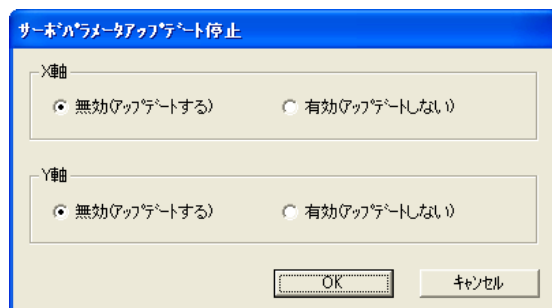 ｻｰﾎﾞﾊﾟﾗﾒｰﾀｱｯﾌﾟﾃﾞｰﾄ停止
X軸
無効(ｱｯﾌﾟﾃﾞｰﾄする) 有効(ｱｯﾌﾟﾃﾞｰﾄしない)
Y軸
無効(ｱｯﾌﾟﾃﾞｰﾄする) 有効(ｱｯﾌﾟﾃﾞｰﾄしない)
OK ｷｬﾝｾﾙ